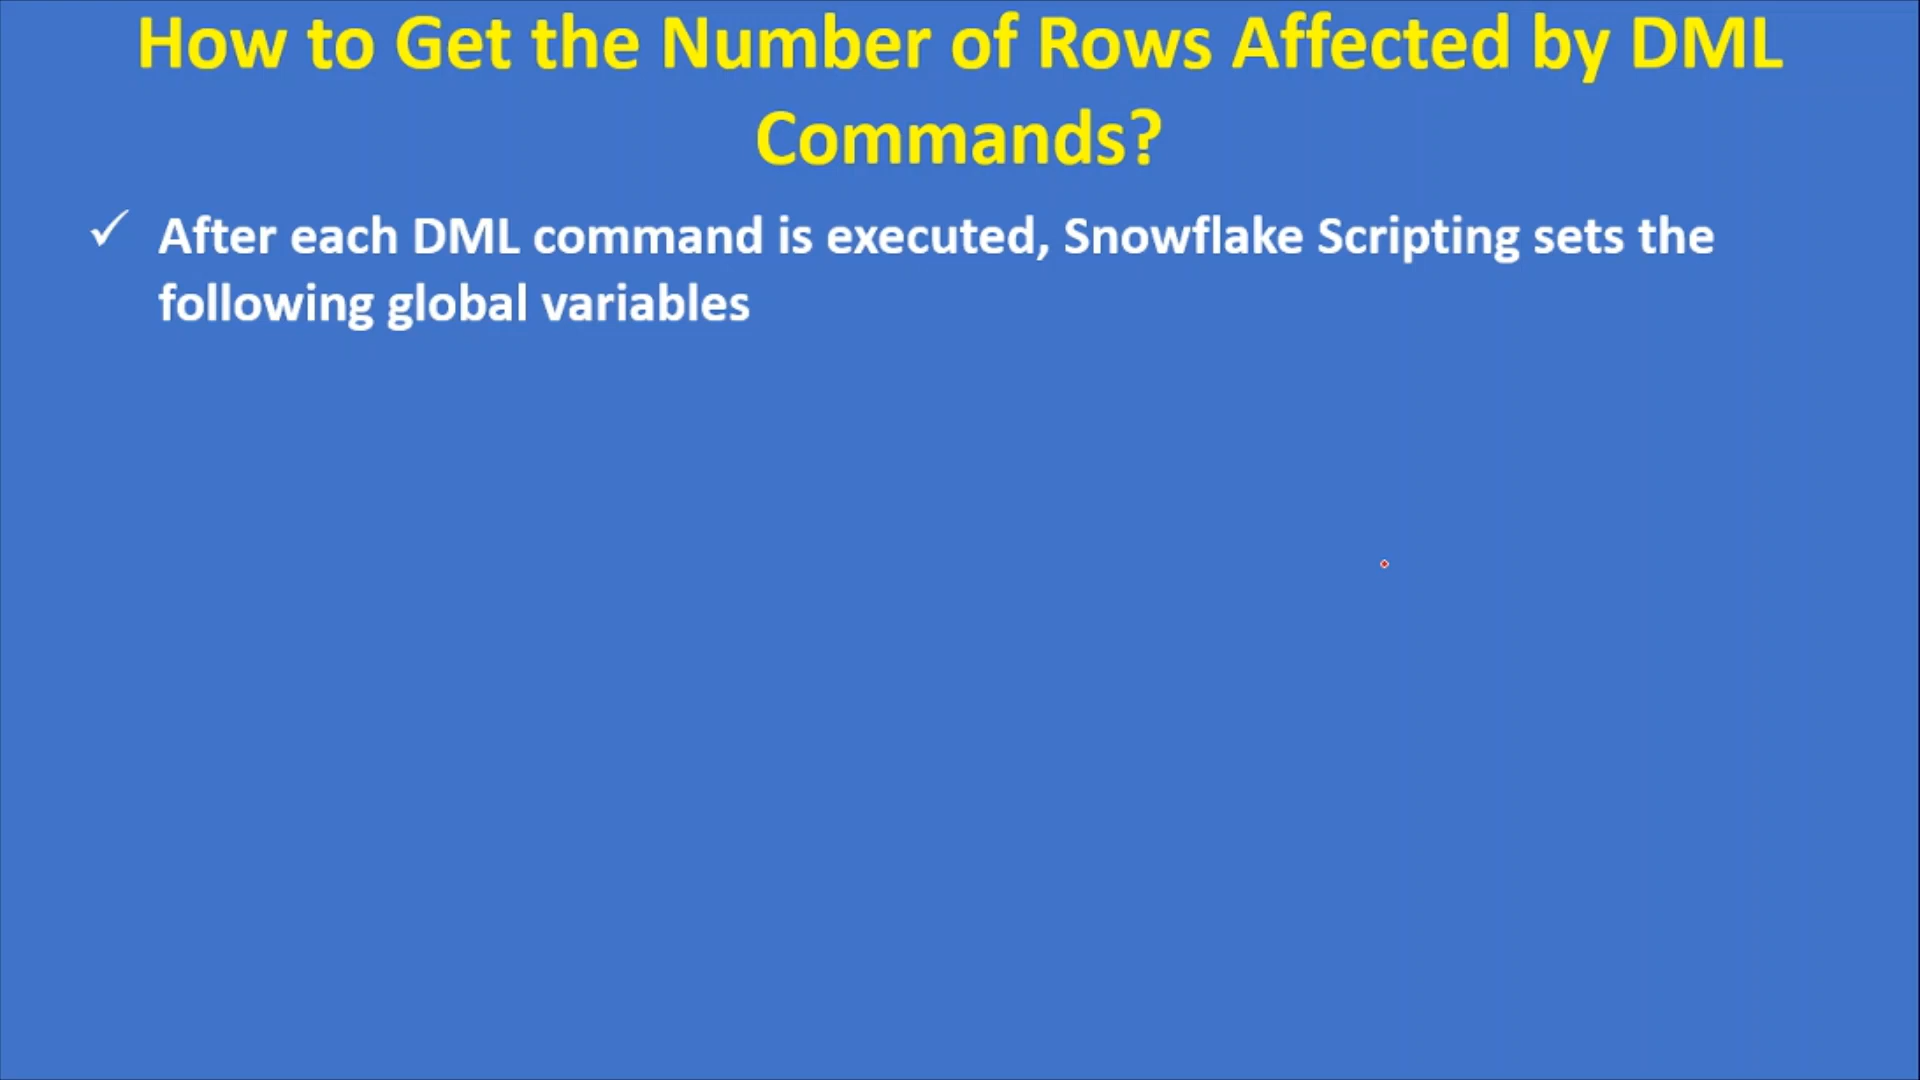 How to Get the Number of Rows Affected by DML
Commands?
✓ After each DML command is executed, Snowflake Scripting sets the
following global variables